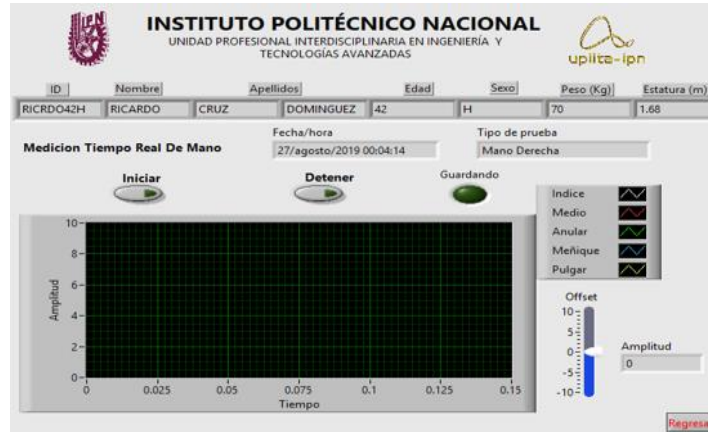 INSTITUTO POLITÉCNICO NACIONAL
UNIDAD PROFESIONAL INTERDISCIPLINARIA EN INGENIERÍA Y
TECNOLOGÍAS AVANZADAS
upiita-ipn
ID Nombre Apellidos Edad Sexo Peso (Kg) Estatura (m)
RICRDO42H RICARDO CRUZ DOMINGUEZ 42 H 70 1.68
Fecha/hora Tipo de prueba
Medicion Tiempo Real De Mano 27/agosto/2019 00:04:14 Mano Derecha
Iniciar Detener Guardando
Indice
Medio
Anular
Meñique
Pulgar
10
8
6
4
2
0
Amplitud
0 0.025 0.05 0.075 0.1 0.125 0.15
Tiempo
Offset
10
5
0
-5
-10
Amplitud
0
Regresa